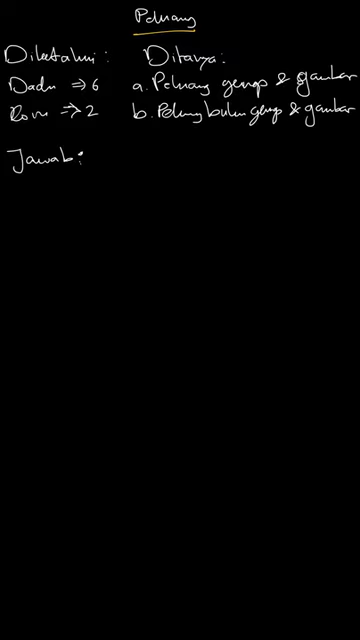 Peluang
Diketahui: Ditanya:
Dadu => 6 a. Peluang genap & gambar
Koin => 2 b. Peluang bukan genap & gambar
Jawab: